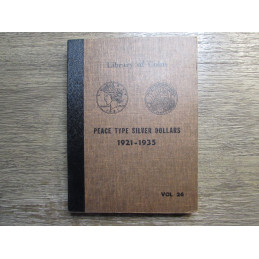 Library of Coins
PEACE TYPE SILVER DOLLARS
1921-1935
VOL. 26